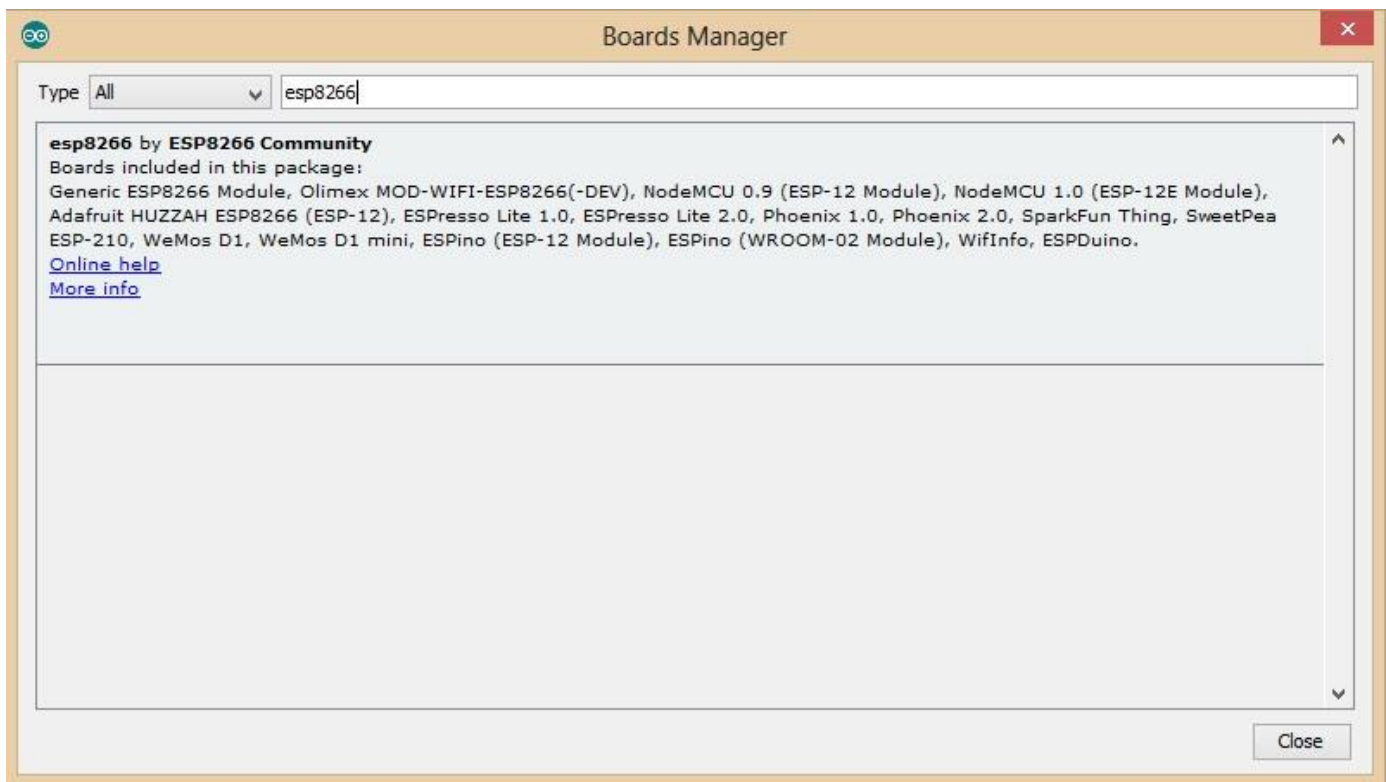 Boards Manager
Type All esp8266
esp8266 by ESP8266 Community
Boards included in this package:
Generic ESP8266 Module, Olimex MOD-WIFI-ESP8266(-DEV), NodeMCU 0.9 (ESP-12 Module), NodeMCU 1.0 (ESP-12E Module),
Adafruit HUZZAH ESP8266 (ESP-12), ESPresso Lite 1.0, ESPresso Lite 2.0, Phoenix 1.0, Phoenix 2.0, SparkFun Thing, SweetPea
ESP-210, WeMos D1, WeMos D1 mini, ESPino (ESP-12 Module), ESPino (WROOM-02 Module), WifInfo, ESPDuino.
Online help
More info
Close